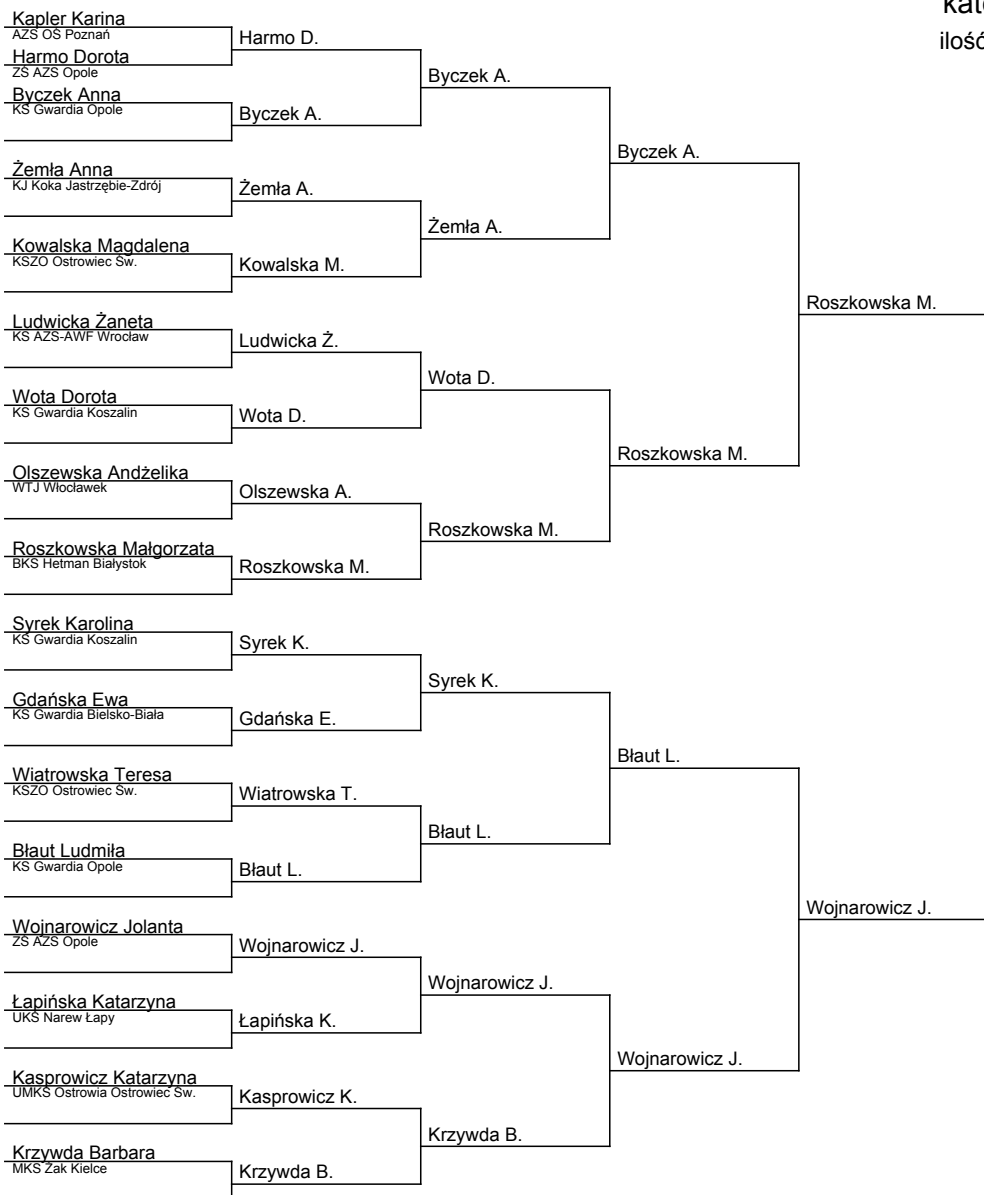 Kapler Karina
AZS OŚ Poznań
Harmo Dorota
ZŚ AZS Opole
Byczek Anna
KS Gwardia Opole
Żemła Anna
KJ Koka Jastrzębie-Zdrój
Kowalska Magdalena
KSZO Ostrowiec Św.
Ludwicka Żaneta
KS AZS-AWF Wrocław
Wota Dorota
KS Gwardia Koszalin
Olszewska Andżelika
WTJ Włocławek
Roszkowska Małgorzata
BKS Hetman Białystok
Syrek Karolina
KS Gwardia Koszalin
Gdańska Ewa
KS Gwardia Bielsko-Biała
Wiatrowska Teresa
KSZO Ostrowiec Św.
Błaut Ludmiła
KS Gwardia Opole
Wojnarowicz Jolanta
ZŚ AZS Opole
Łapińska Katarzyna
UKS Narew Łapy
Kasprowicz Katarzyna
UMKS Ostrovia Ostrowiec Św.
Krzywda Barbara
MKS Żak Kielce
Harmo D.
Byczek A.
Żemła A.
Kowalska M.
Ludwicka Ż.
Wota D.
Olszewska A.
Roszkowska M.
Syrek K.
Gdańska E.
Wiatrowska T.
Błaut L.
Wojnarowicz J.
Łapińska K.
Kasprowicz K.
Krzywda B.
Byczek A.
Żemła A.
Wota D.
Roszkowska M.
Syrek K.
Błaut L.
Wojnarowicz J.
Krzywda B.
Byczek A.
Roszkowska M.
Błaut L.
Wojnarowicz J.
Roszkowska M.
Wojnarowicz J.
kate
ilość